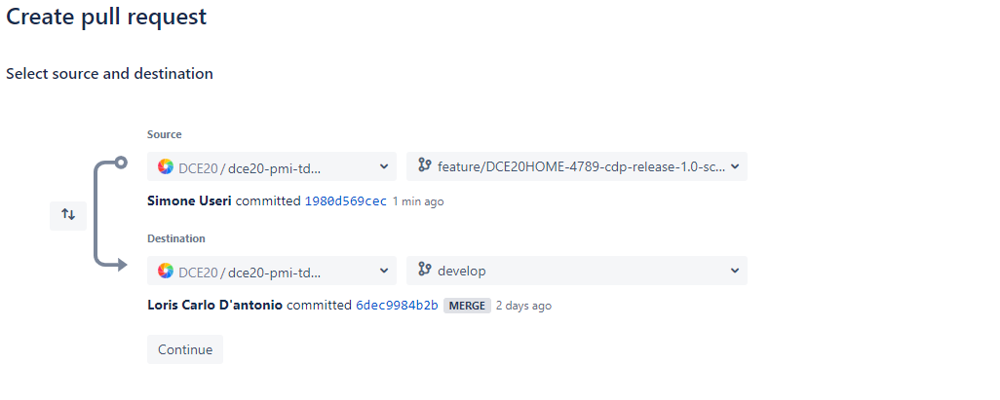 Create pull request
Select source and destination
Source
DCE20 / dce20-pmi-td...
feature/DCE20HOME-4789-cdp-release-1.0-sc...
Simone Useri committed 1980d569cec 1 min ago
Destination
DCE20 / dce20-pmi-td...
develop
Loris Carlo D'antonio committed 6dec9984b2b MERGE 2 days ago
Continue